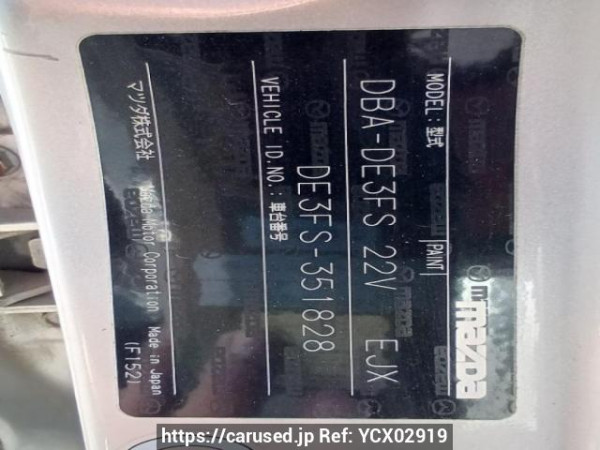 mazda
MODEL:型式 PAINT
DBA-DE3FS 22V EJX
VEHICLE ID.NO.:車台番号
DE3FS-351828
マツダ株式会社 Mazda Motor Corporation Made in Japan
(F152)
https://carused.jp Ref: YCX02919